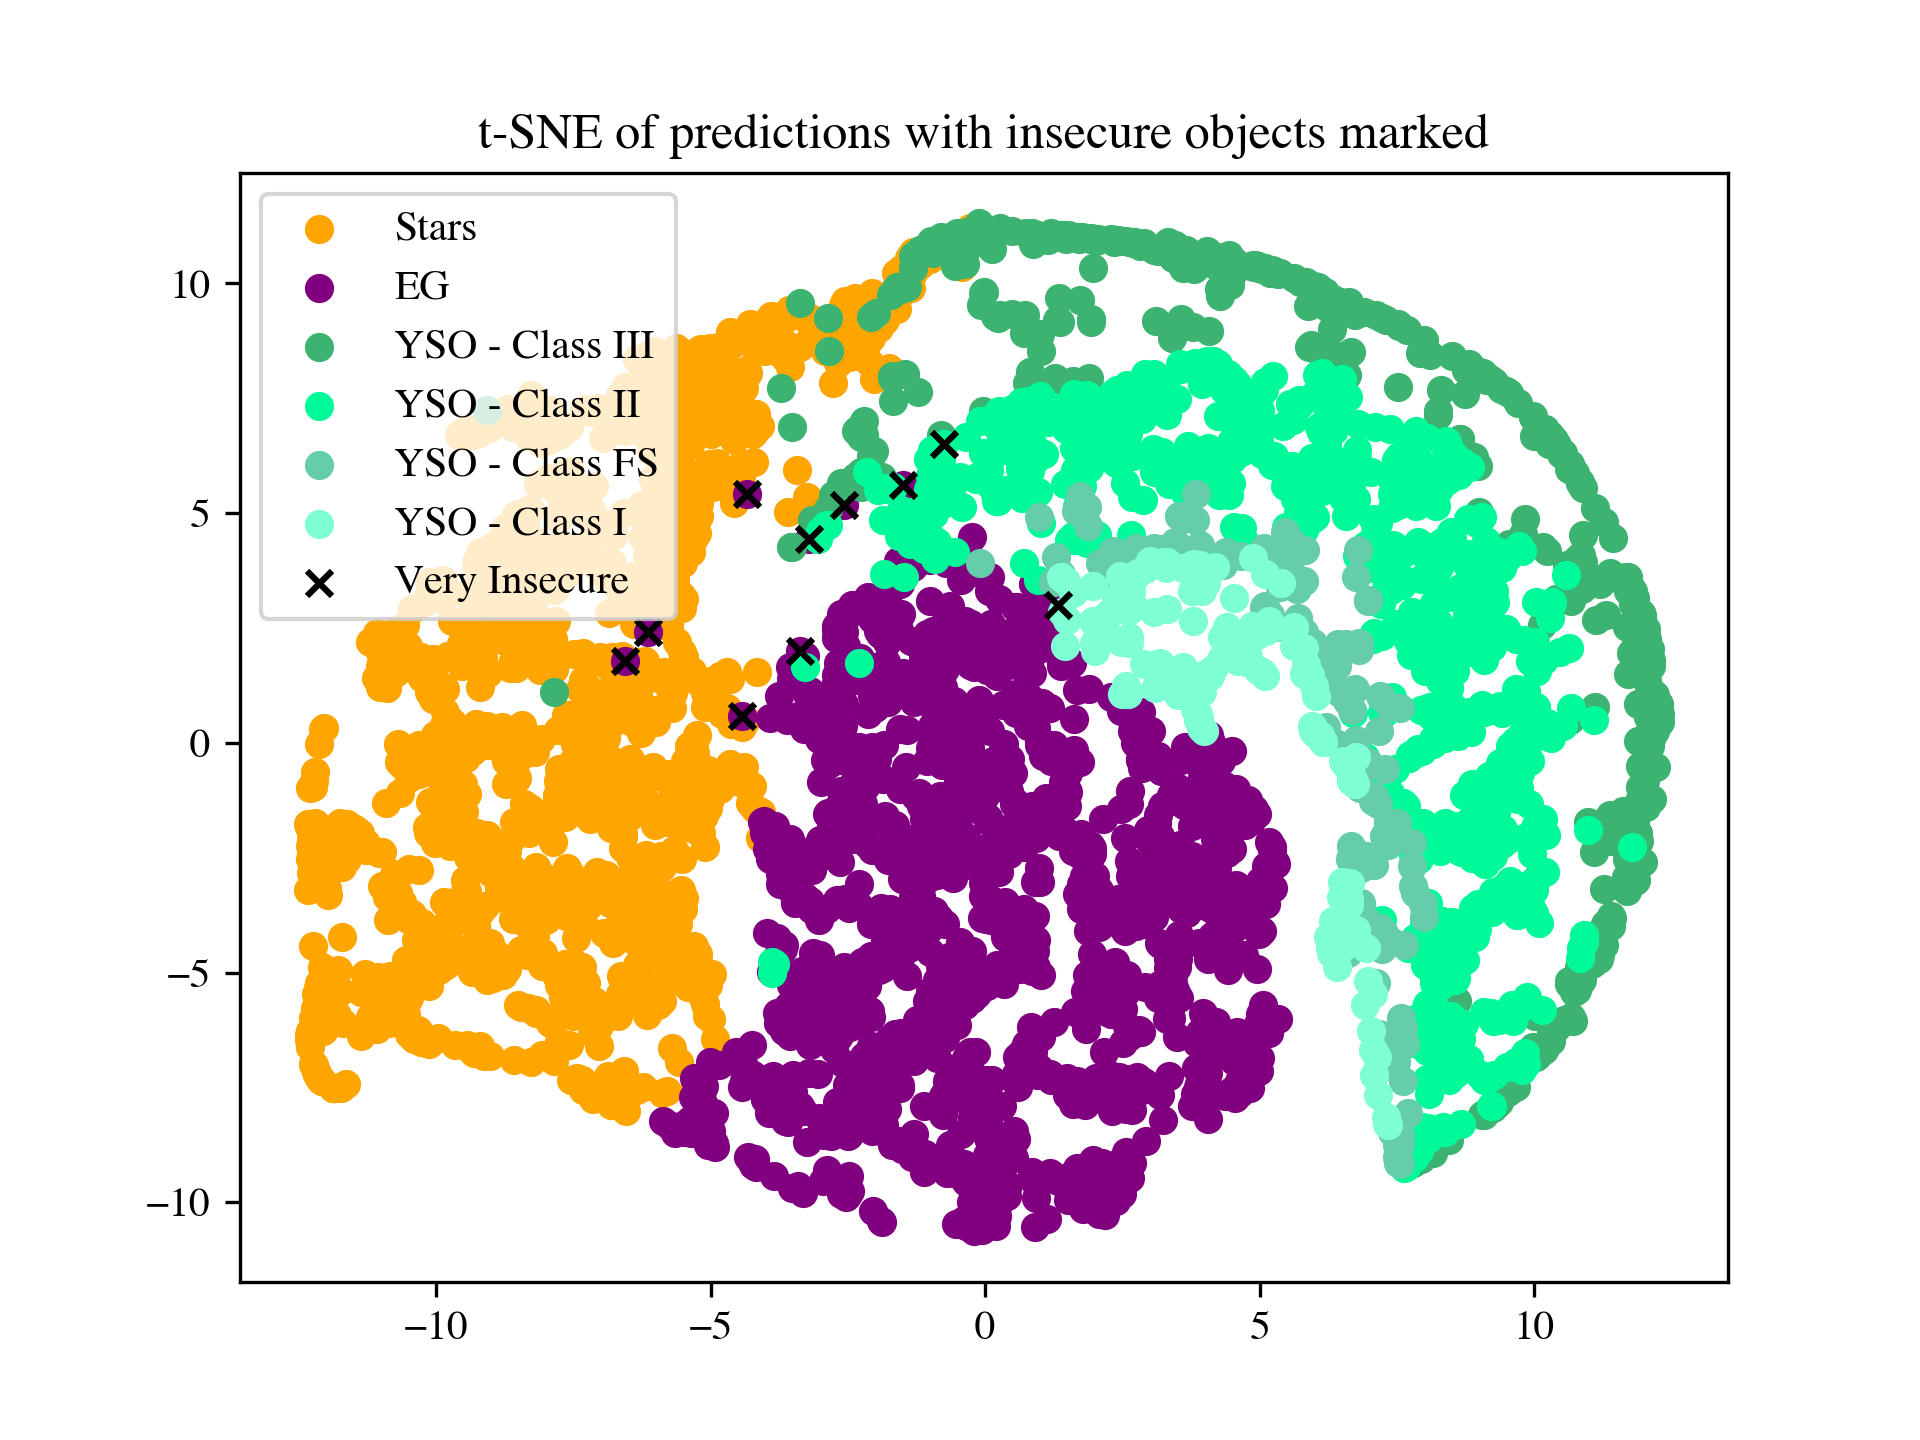 t-SNE of predictions with insecure objects marked
Stars
EG
YSO - Class III
YSO - Class II
YSO - Class FS
YSO - Class I
Very Insecure
10
5
0
−5
−10
−10 −5 0 5 10